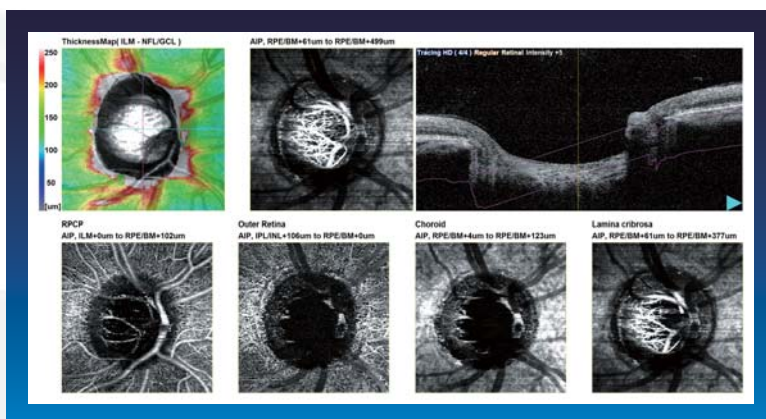 ThicknessMap( ILM - NFL/GCL )
250
200
150
100
50
[um]
AIP, RPE/BM+61um to RPE/BM+499um
Tracing HD ( 4/4 ) Regular Retinal Intensity +5
RPCP
AIP, ILM+0um to RPE/BM+102um
Outer Retina
AIP, IPL/INL+106um to RPE/BM+0um
Choroid
AIP, RPE/BM+4um to RPE/BM+123um
Lamina cribrosa
AIP, RPE/BM+61um to RPE/BM+377um